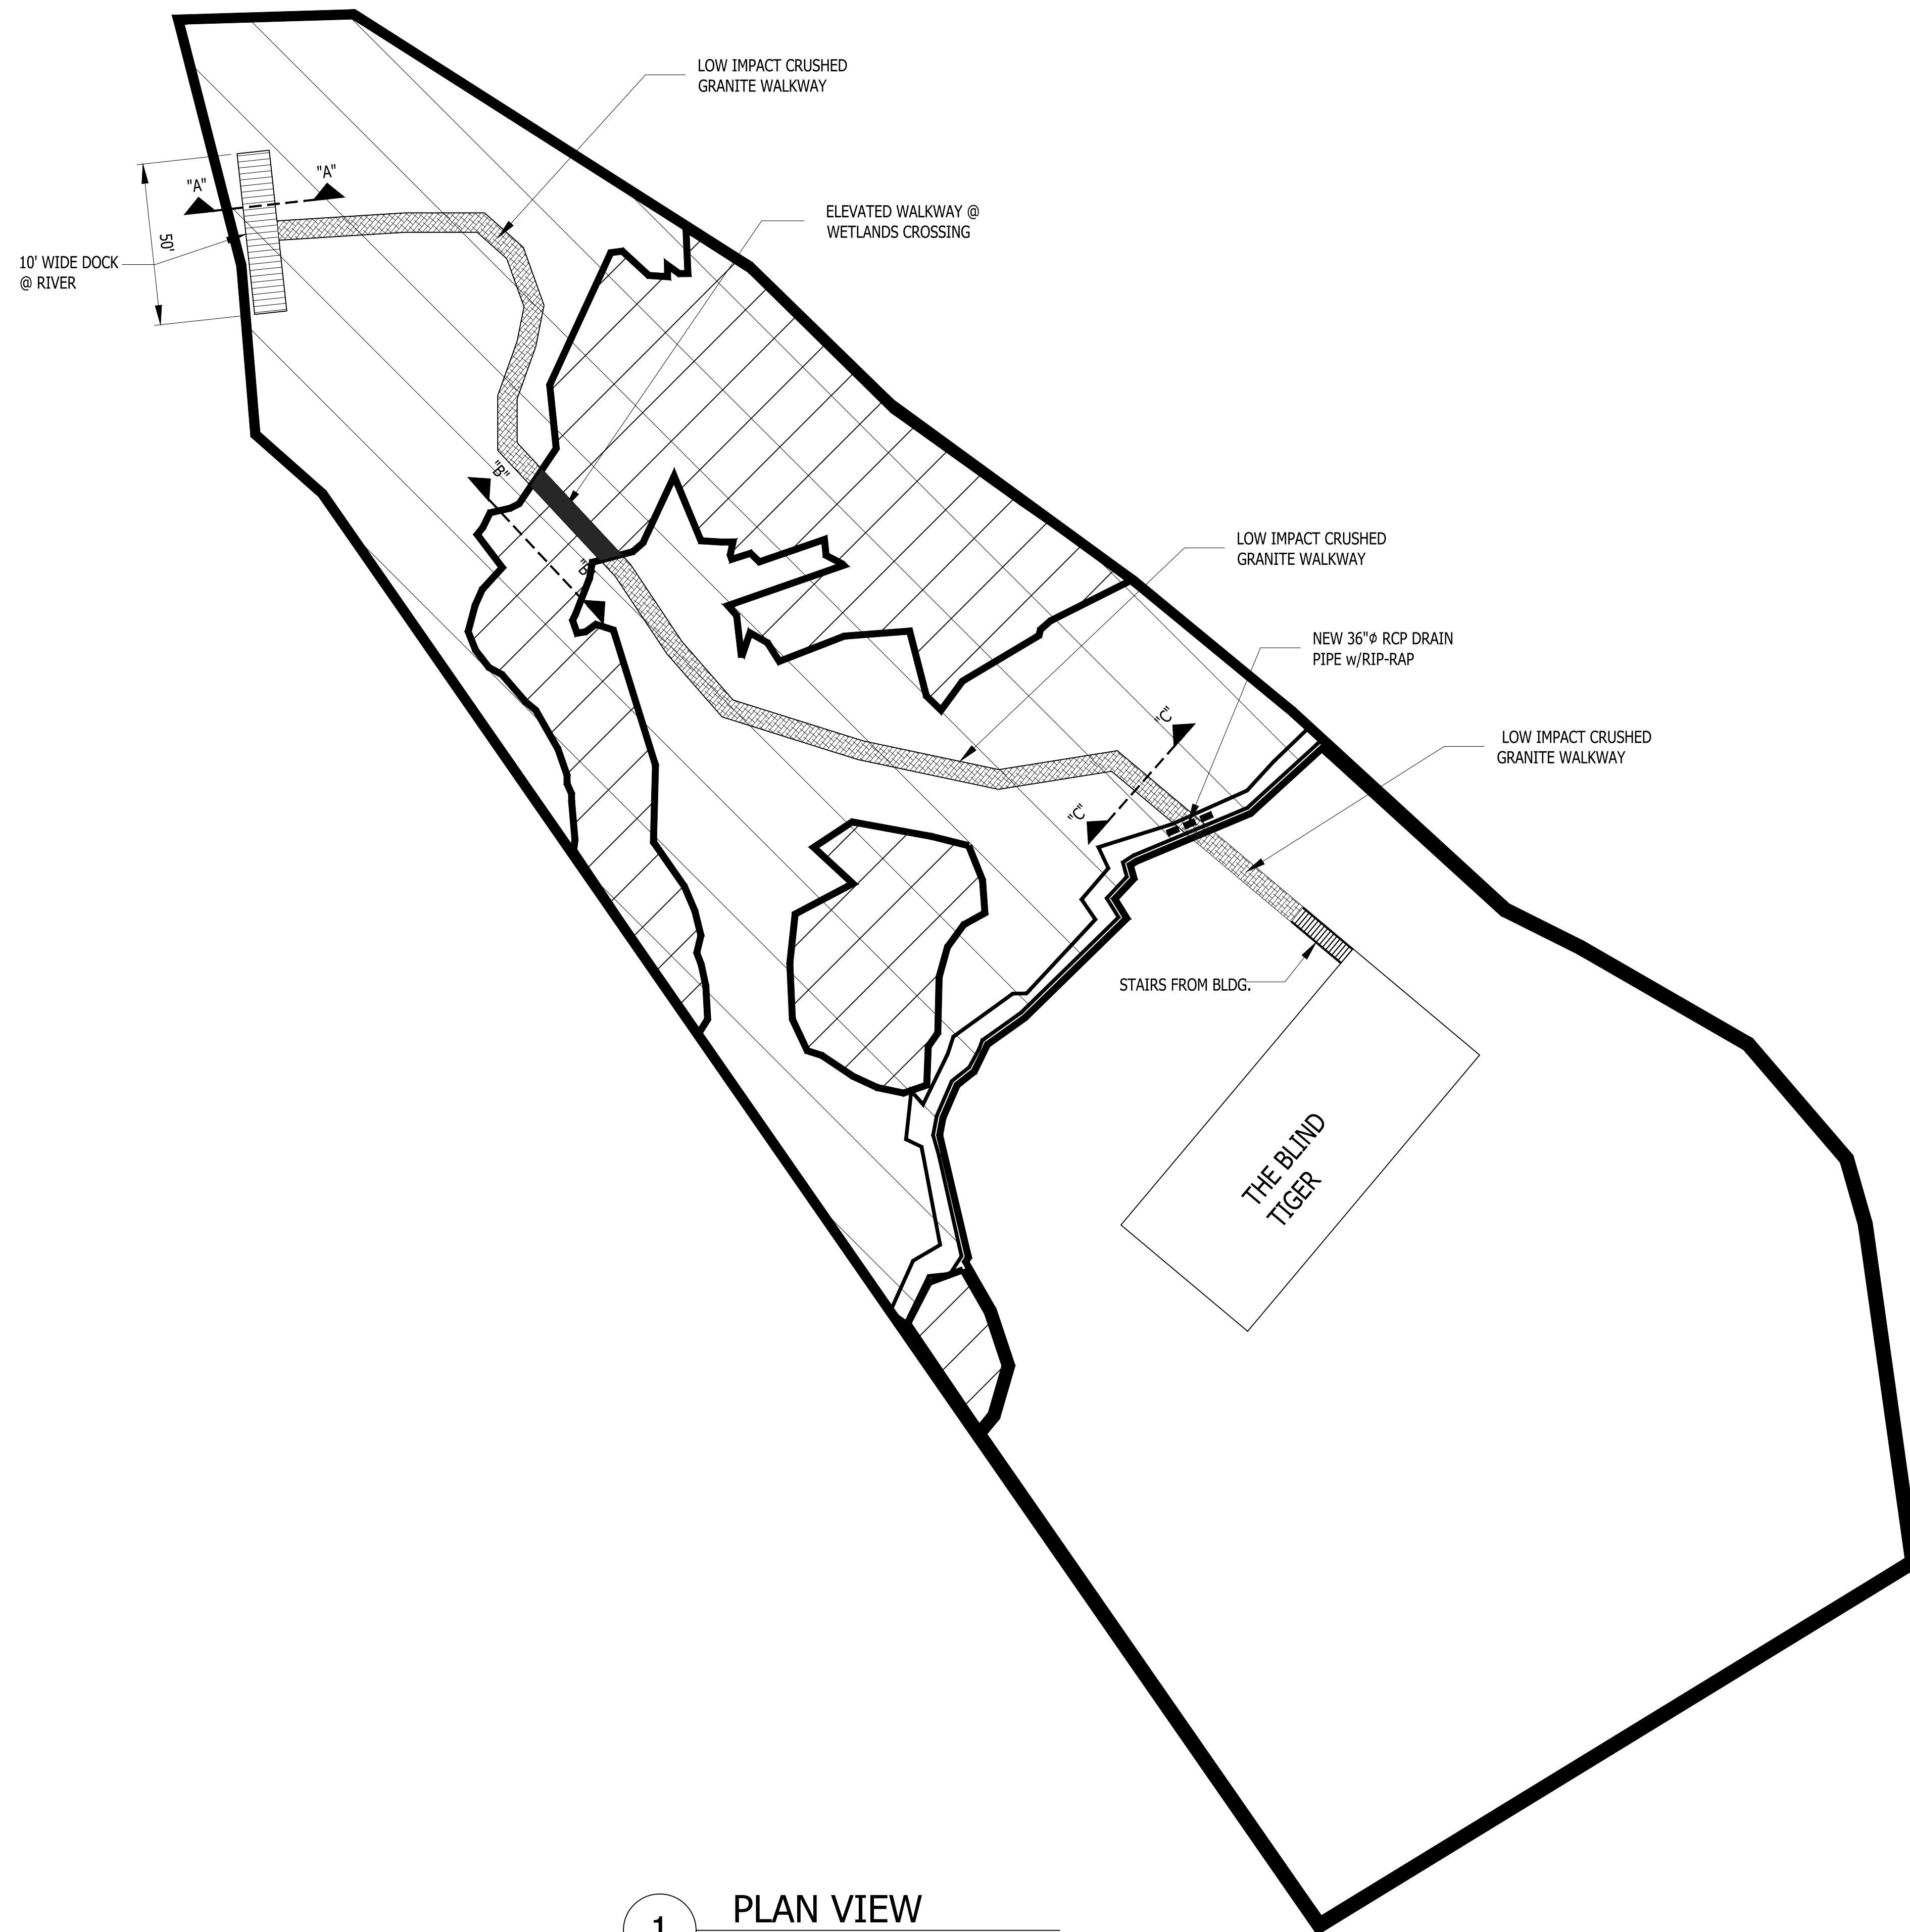 LOW IMPACT CRUSHED
GRANITE WALKWAY
"A"
"A"
50'
10' WIDE DOCK
@ RIVER
ELEVATED WALKWAY @
WETLANDS CROSSING
"B"
"B"
LOW IMPACT CRUSHED
GRANITE WALKWAY
NEW 36"⌀ RCP DRAIN
PIPE w/RIP-RAP
"C"
"C"
LOW IMPACT CRUSHED
GRANITE WALKWAY
STAIRS FROM BLDG.
THE BLIND
TIGER
1
PLAN VIEW